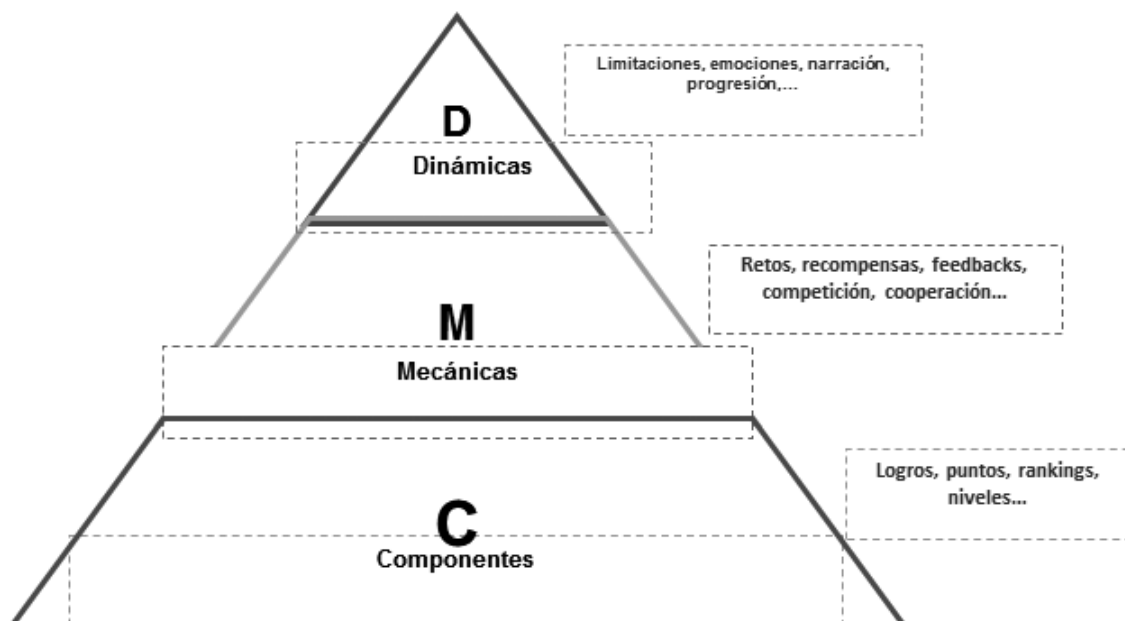 Limitaciones, emociones, narración,
progresión,...
D
Dinámicas
Retos, recompensas, feedbacks,
competición, cooperación...
M
Mecánicas
Logros, puntos, rankings,
niveles...
C
Componentes